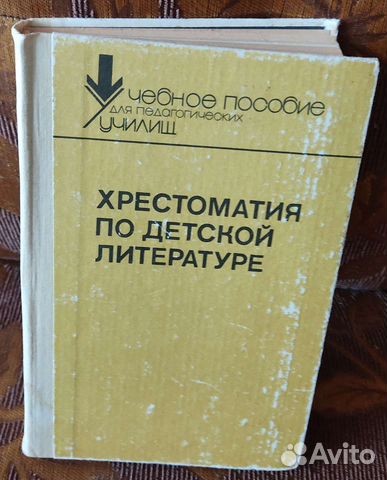 Учебное пособие
для педагогических
училищ
ХРЕСТОМАТИЯ
ПО ДЕТСКОЙ
ЛИТЕРАТУРЕ
Avito